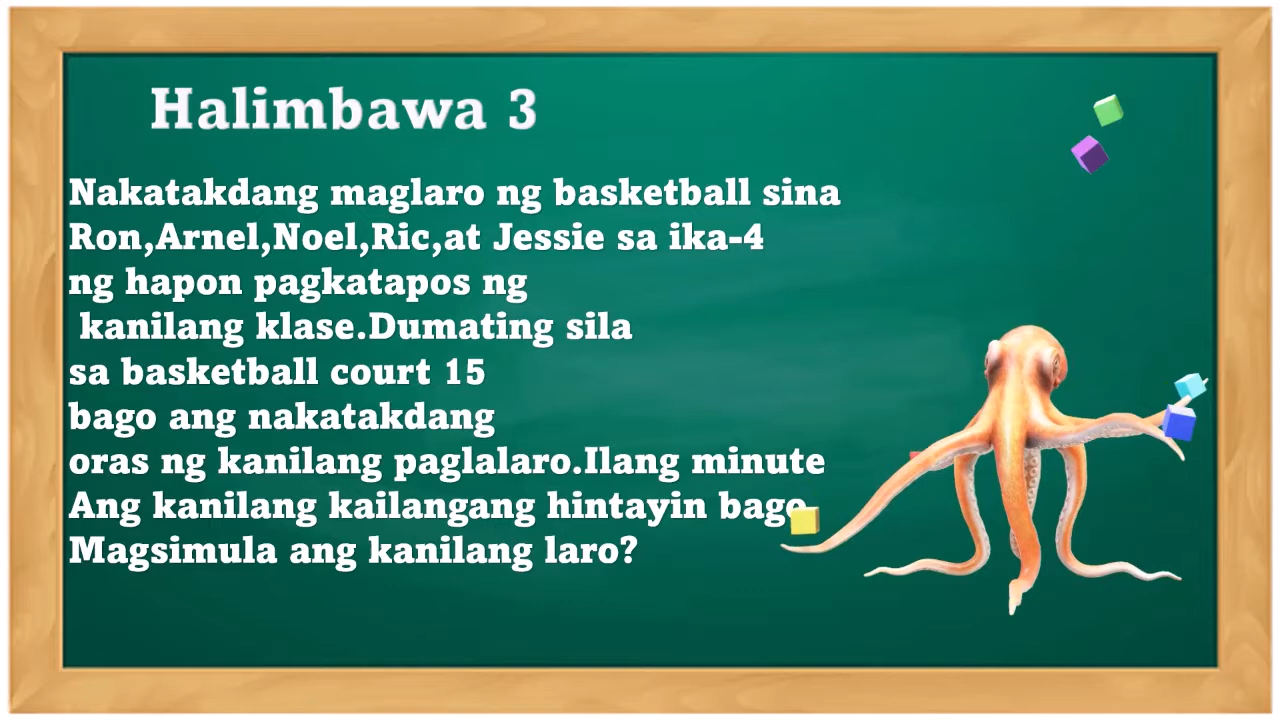 Halimbawa 3
Nakatakdang maglaro ng basketball sina
Ron,Arnel,Noel,Ric,at Jessie sa ika-4
ng hapon pagkatapos ng
kanilang klase.Dumating sila
sa basketball court 15
bago ang nakatakdang
oras ng kanilang paglalaro.Ilang minute
Ang kanilang kailangang hintayin bago
Magsimula ang kanilang laro?